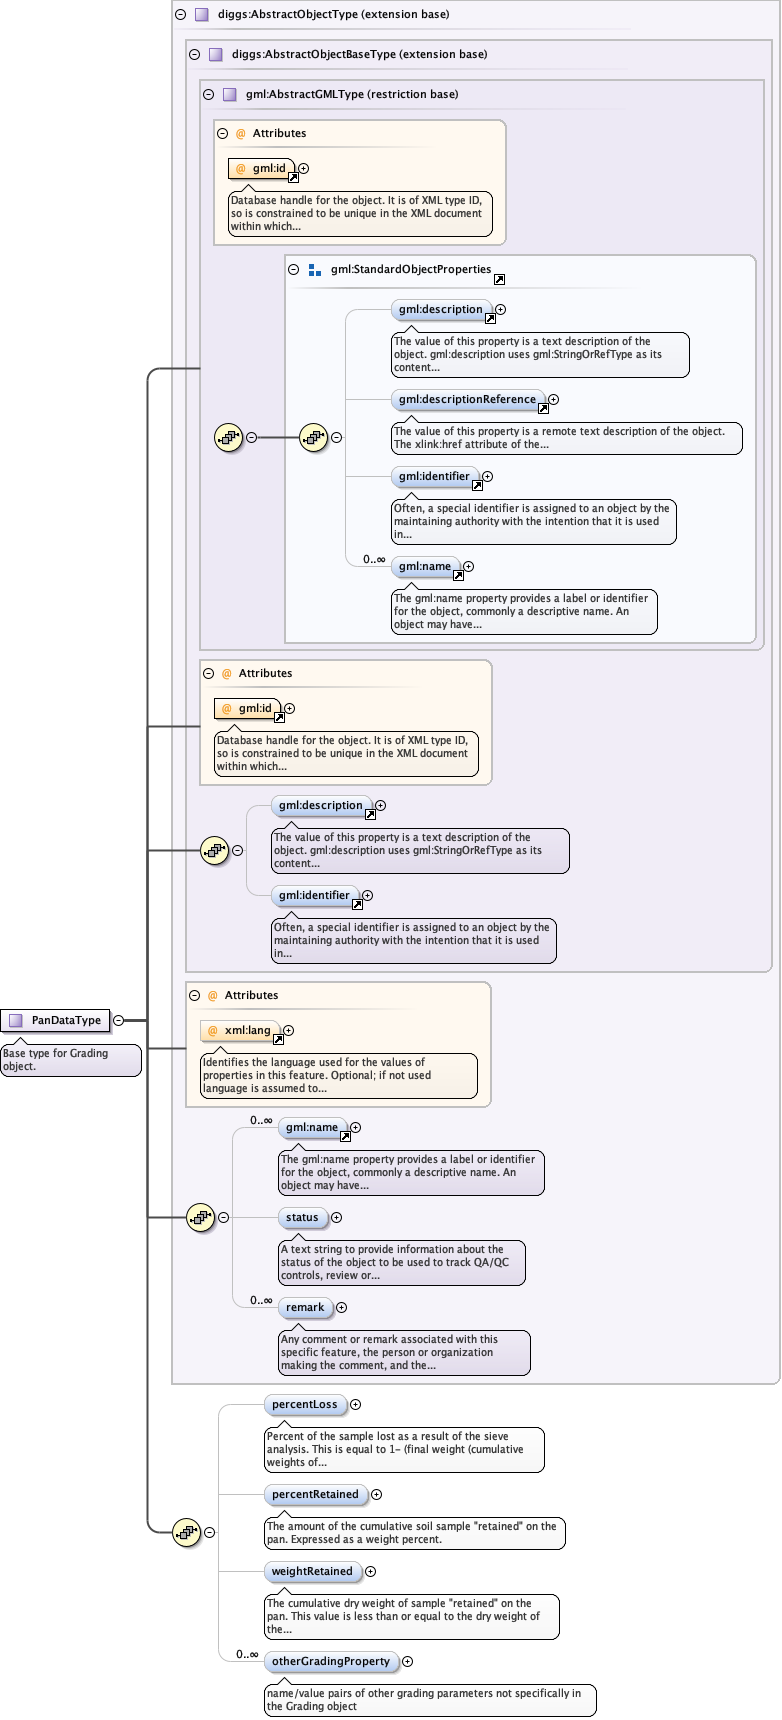 diggs:AbstractObjectType (extension base)
diggs:AbstractObjectBaseType (extension base)
gml:AbstractGMLType (restriction base)
@ Attributes
@ gml:id
Database handle for the object. It is of XML type ID,
so is constrained to be unique in the XML document
within which...
gml:StandardObjectProperties
gml:description
The value of this property is a text description of the
object. gml:description uses gml:StringOrRefType as its
content...
gml:descriptionReference
The value of this property is a remote text description of the object.
The xlink:href attribute of the...
gml:identifier
Often, a special identifier is assigned to an object by the
maintaining authority with the intention that it is used
in...
0..∞
gml:name
The gml:name property provides a label or identifier
for the object, commonly a descriptive name. An
object may have...
@ Attributes
@ gml:id
Database handle for the object. It is of XML type ID,
so is constrained to be unique in the XML document
within which...
gml:description
The value of this property is a text description of the
object. gml:description uses gml:StringOrRefType as its
content...
gml:identifier
Often, a special identifier is assigned to an object by the
maintaining authority with the intention that it is used
in...
@ Attributes
PanDataType
Base type for Grading
object.
@ xml:lang
Identifies the language used for the values of
properties in this feature. Optional; if not used
language is assumed to...
0..∞
gml:name
The gml:name property provides a label or identifier
for the object, commonly a descriptive name. An
object may have...
status
A text string to provide information about the
status of the object to be used to track QA/QC
controls, review or...
0..∞
remark
Any comment or remark associated with this
specific feature, the person or organization
making the comment, and the...
percentLoss
Percent of the sample lost as a result of the sieve
analysis. This is equal to 1- (final weight (cumulative
weights of...
percentRetained
The amount of the cumulative soil sample "retained" on the
pan. Expressed as a weight percent.
weightRetained
The cumulative dry weight of sample "retained" on the
pan. This value is less than or equal to the dry weight of
the...
0..∞
otherGradingProperty
name/value pairs of other grading parameters not specifically in
the Grading object